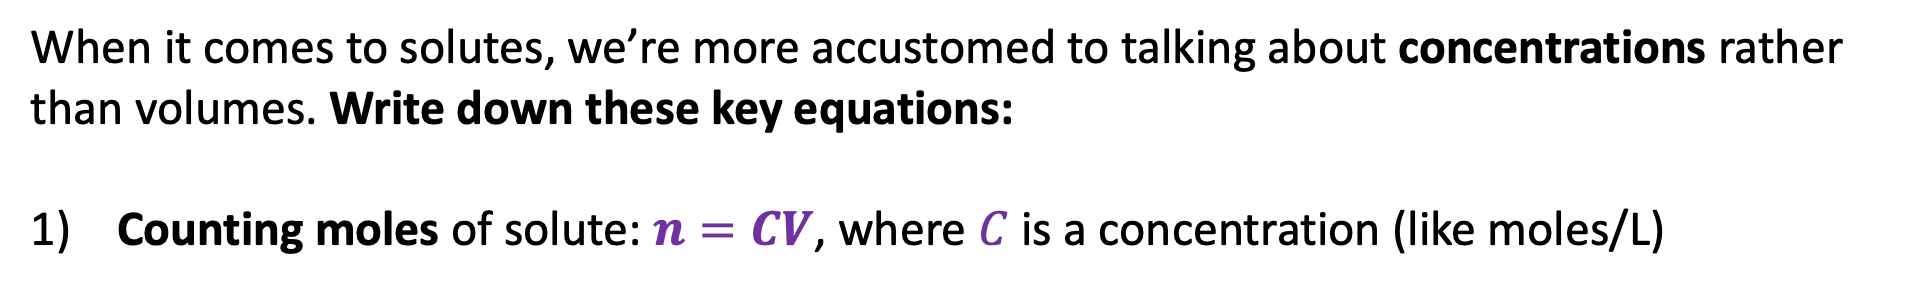 When it comes to solutes, we’re more accustomed to talking about concentrations rather
than volumes. Write down these key equations:
1) Counting moles of solute: n = CV, where C is a concentration (like moles/L)